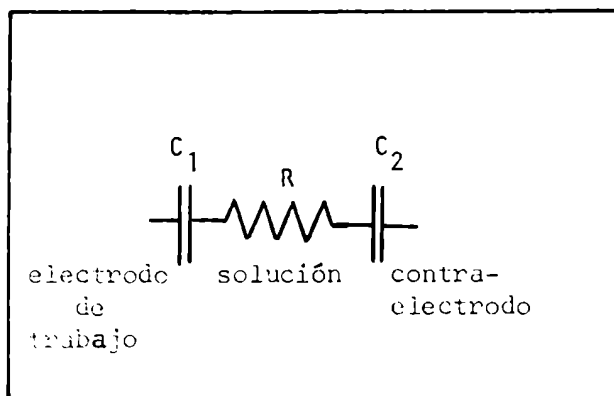 C1 C2
R
electrodo solución contra-
de electrodo
trabajo